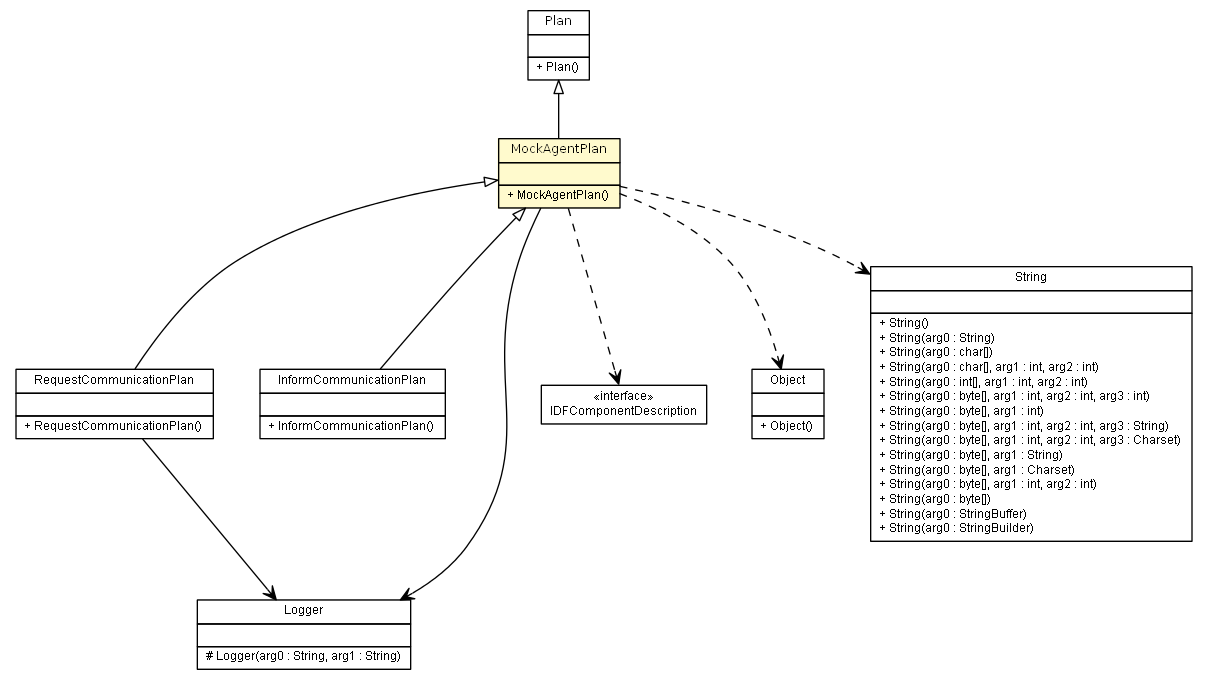 Plan
+ Plan()
MockAgentPlan
+ MockAgentPlan()
String
+ String()
+ String(arg0 : String)
+ String(arg0 : char[])
+ String(arg0 : char[], arg1 : int, arg2 : int)
+ String(arg0 : int[], arg1 : int, arg2 : int)
+ String(arg0 : byte[], arg1 : int, arg2 : int, arg3 : int)
+ String(arg0 : byte[], arg1 : int)
+ String(arg0 : byte[], arg1 : int, arg2 : int, arg3 : String)
+ String(arg0 : byte[], arg1 : int, arg2 : int, arg3 : Charset)
+ String(arg0 : byte[], arg1 : String)
+ String(arg0 : byte[], arg1 : Charset)
+ String(arg0 : byte[], arg1 : int, arg2 : int)
+ String(arg0 : byte[])
+ String(arg0 : StringBuffer)
+ String(arg0 : StringBuilder)
RequestCommunicationPlan
+ RequestCommunicationPlan()
InformCommunicationPlan
+ InformCommunicationPlan()
«interface»
IDFComponentDescription
Object
+ Object()
Logger
# Logger(arg0 : String, arg1 : String)